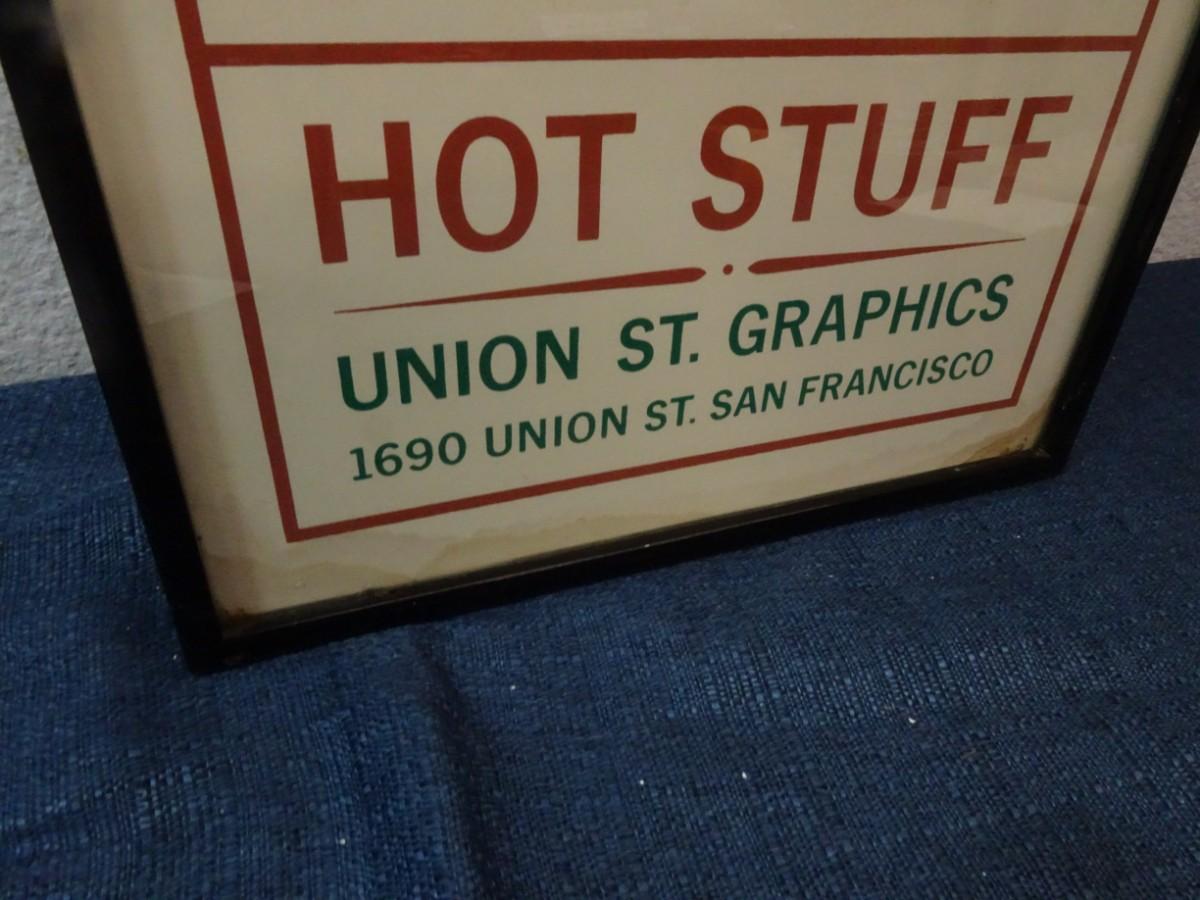 HOT STUFF
UNION ST. GRAPHICS
1690 UNION ST. SAN FRANCISCO